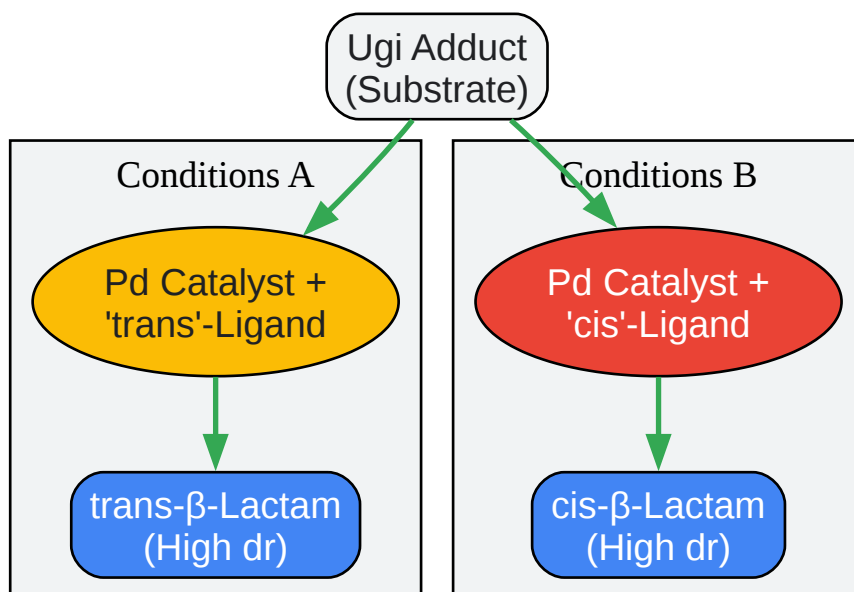 Ugi Adduct
(Substrate)
Conditions A
Pd Catalyst +
'trans'-Ligand
trans-β-Lactam
(High dr)
Conditions B
Pd Catalyst +
'cis'-Ligand
cis-β-Lactam
(High dr)